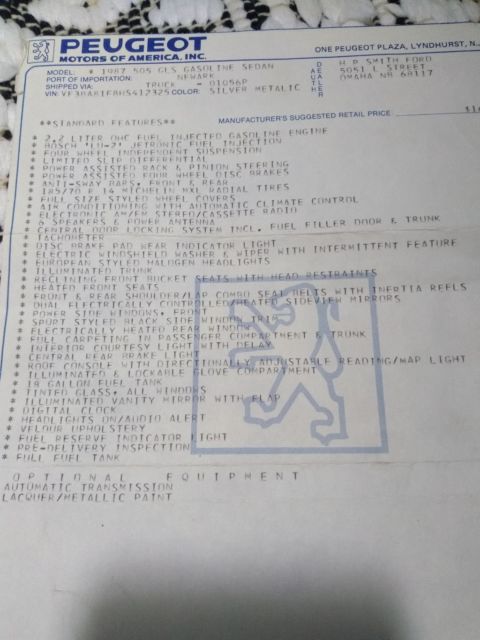 PEUGEOT
MOTORS OF AMERICA, INC.
ONE PEUGEOT PLAZA, LYNDHURST, N.J
MODEL: * 1987 505 GLS GASOLINE SEDAN
PORT OF IMPORTATION: NEWARK
SHIPPED VIA: TRUCK = 01056P
VIN: COLOR: SILVER METALIC
DEALER
AT
H P SMITH FORD
5051 L STREET
OMAHA NB 68117
**STANDARD FEATURES**
MANUFACTURER'S SUGGESTED RETAIL PRICE $1
* 2.2 LITER OHC FUEL INJECTED GASOLINE ENGINE
* BOSCH "LU-2" JETRONIC FUEL INJECTION
* FOUR WHEEL INDEPENDENT SUSPENSION
* LIMITED SLIP DIFFERENTIAL
* POWER ASSISTED RACK & PINION STEERING
* POWER ASSISTED FOUR WHEEL DISC BRAKES
* ANTI-SWAY BARS, FRONT & REAR
* 185/70 R 14 MICHELIN MXL RADIAL TIRES
* FULL SIZE STYLED WHEEL COVERS
* AIR CONDITIONING WITH AUTOMATIC CLIMATE CONTROL
* ELECTRONIC AM/FM STEREO/CASSETTE RADIO
* 6 SPEAKERS & POWER ANTENNA
* CENTRAL DOOR LOCKING SYSTEM INCL. FUEL FILLER DOOR & TRUNK
* TACHOMETER
* DISC BRAKE PAD WEAR INDICATOR LIGHT
* ELECTRIC WINDSHIELD WASHER & WIPER WITH INTERMITTENT FEATURE
* EUROPEAN STYLED HALOGEN HEADLIGHTS
* ILLUMINATED TRUNK
* RECLINING FRONT BUCKET SEATS WITH HEAD RESTRAINTS
* HEATED FRONT SEATS
* FRONT & REAR SHOULDER/LAP COMBO SEAT BELTS WITH INERTIA REELS
* DUAL ELECTRICALLY CONTROLLED/HEATED SIDEVIEW MIRRORS
* POWER SIDE WINDOWS, FRONT
* SPORT STYLED BLACK SIDE WINDOW TRIM
* ELECTRICALLY HEATED REAR WINDOW
* FULL CARPETING IN PASSENGER COMPARTMENT & TRUNK
* INTERIOR COURTESY LIGHT WITH DELAY
* CENTRAL REAR BRAKE LIGHT
* ROOF CONSOLE WITH DIRECTIONALLY ADJUSTABLE READING/MAP LIGHT
* ILLUMINATED & LOCKABLE GLOVE COMPARTMENT
* 18 GALLON FUEL TANK
* TINTED GLASS, ALL WINDOWS
* ILLUMINATED VANITY MIRROR WITH FLAP
* DIGITAL CLOCK
* HEADLIGHTS ON/AUDIO ALERT
* VELOUR UPHOLSTERY
* FUEL RESERVE INDICATOR LIGHT
* PRE-DELIVERY INSPECTION
* FULL FUEL TANK
OPTIONAL EQUIPMENT
AUTOMATIC TRANSMISSION
LACQUER/METALLIC PAINT